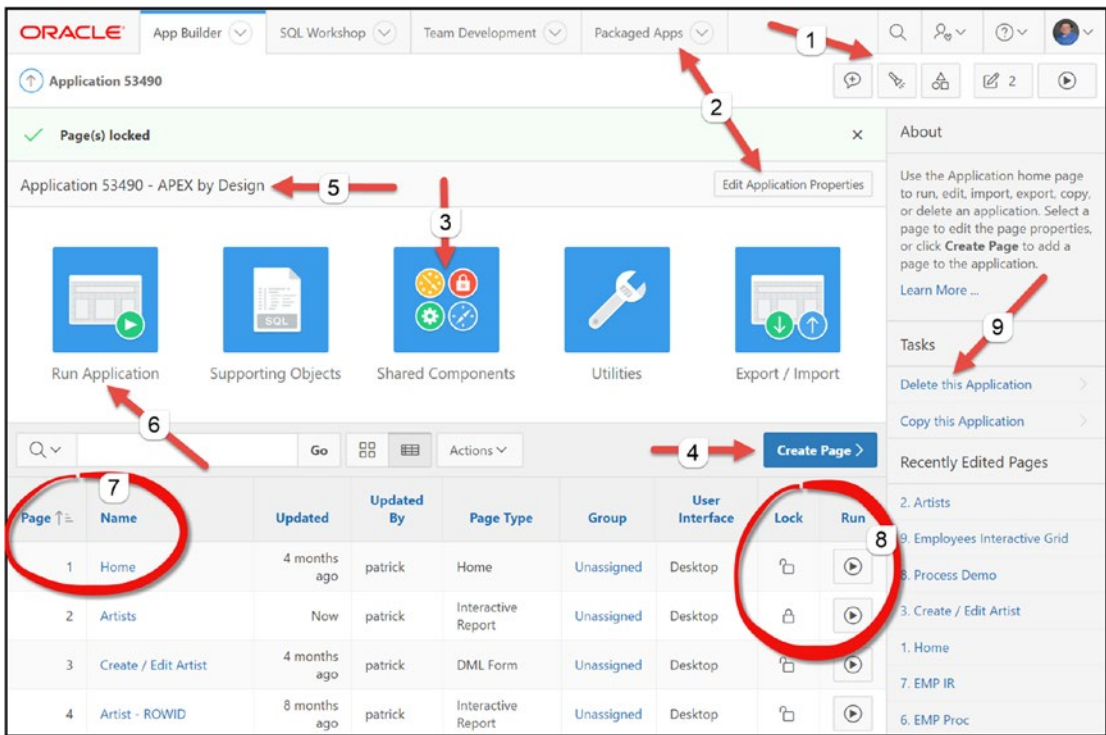 ORACLE
App Builder
SQL Workshop
Team Development
Packaged Apps
1
Application 53490
2
2
Page(s) locked
About
Application 53490 - APEX by Design
5
Edit Application Properties
3
Use the Application home page
to run, edit, import, export, copy,
or delete an application. Select a
page to edit the page properties,
or click Create Page to add a
page to the application.
Learn More ...
SQL
9
Tasks
Run Application
Supporting Objects
Shared Components
Utilities
Export / Import
Delete this Application
Copy this Application
6
Go
Actions
4
Create Page >
Recently Edited Pages
7
Page
Name
Updated
Updated
By
Page Type
Group
User
Interface
Lock
Run
8
1
Home
4 months
ago
patrick
Home
Unassigned
Desktop
2
Artists
Now
patrick
Interactive
Report
Unassigned
Desktop
3
Create / Edit Artist
4 months
ago
patrick
DML Form
Unassigned
Desktop
4
Artist - ROWID
8 months
ago
patrick
Interactive
Report
Unassigned
Desktop
2. Artists
9. Employees Interactive Grid
8. Process Demo
3. Create / Edit Artist
1. Home
7. EMP IR
6. EMP Proc